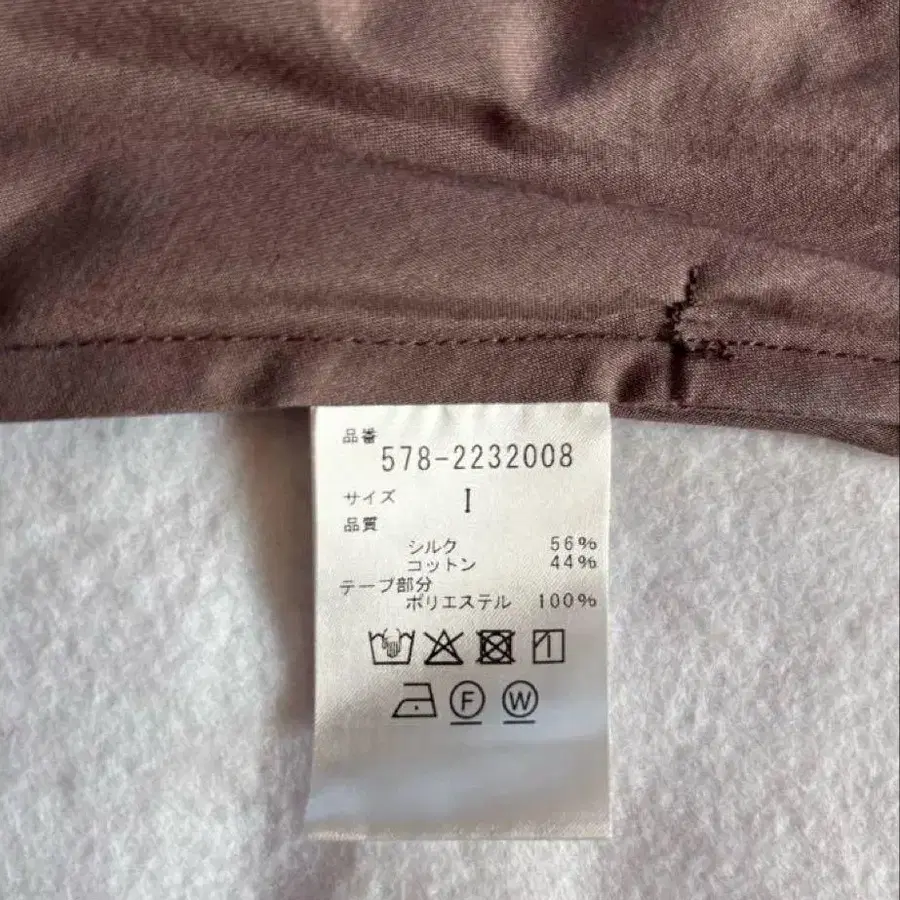 品番
578-2232008
サイズ I
品質
シルク 56%
コットン 44%
テープ部分
ポリエステル 100%
F W